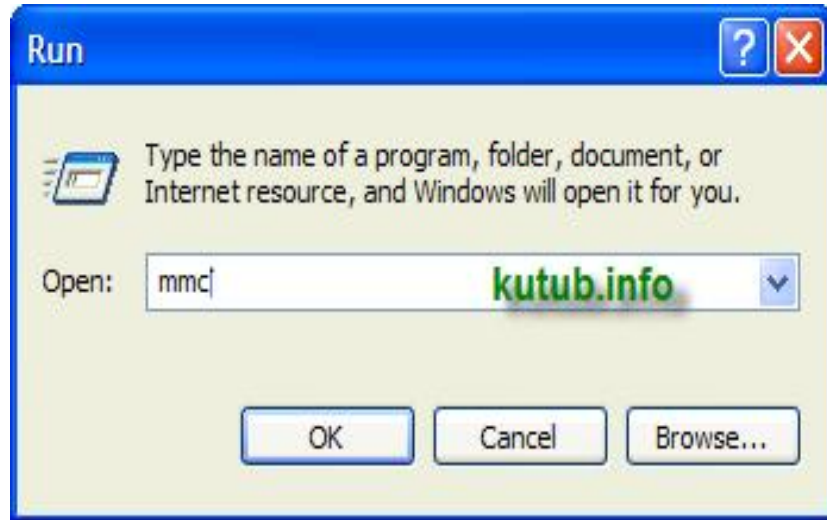 Run
Type the name of a program, folder, document, or
Internet resource, and Windows will open it for you.
Open: mmc kutub.info
OK Cancel Browse...